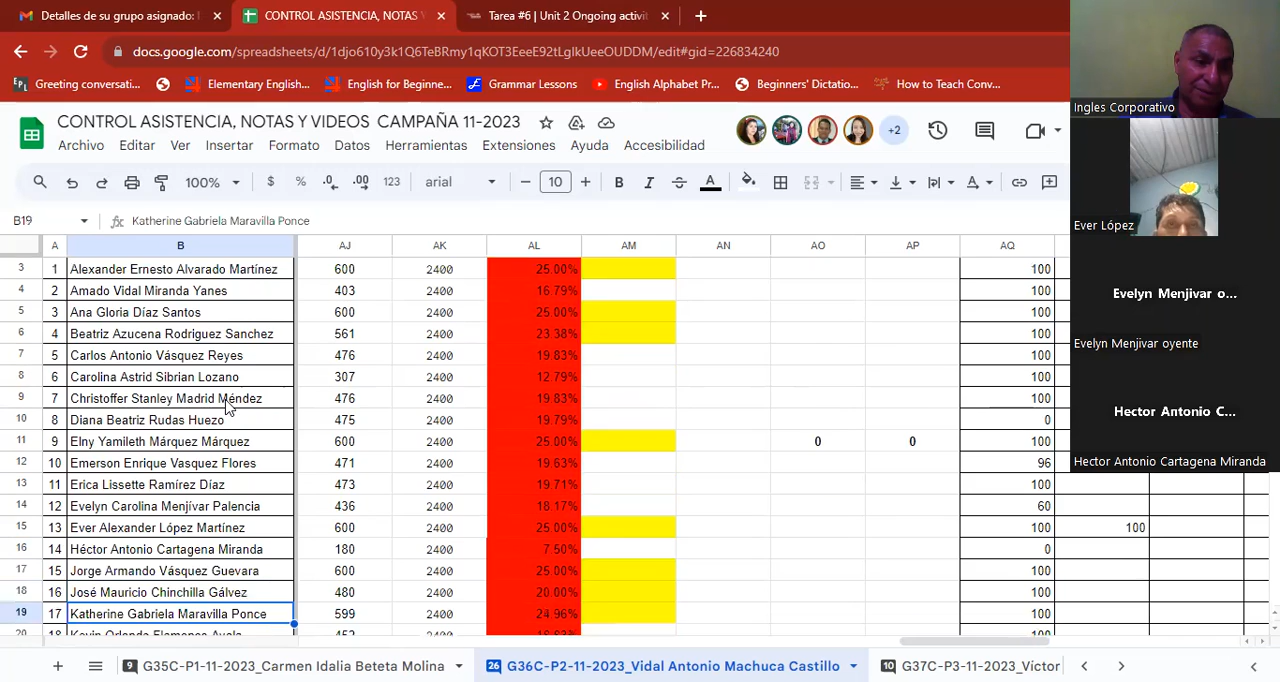 Detalles de su grupo asignado:
CONTROL ASISTENCIA, NOTAS Y
Tarea #6 | Unit 2 Ongoing activit
docs.google.com/spreadsheets/d/1djo610y3k1Q6TeBRmy1qKOT3EeeE92tLgIkUeeOUDDM/edit#gid=226834240
EPL Greeting conversati...
Elementary English...
English for Beginne...
Grammar Lessons
English Alphabet Pr...
Beginners' Dictatio...
How to Teach Conv...
CONTROL ASISTENCIA, NOTAS Y VIDEOS CAMPAÑA 11-2023
+2
Archivo Editar Ver Insertar Formato Datos Herramientas Extensiones Ayuda Accesibilidad
100% $ % .0 .00 123 arial 10 B I A
B19 fx Katherine Gabriela Maravilla Ponce
A B AJ AK AL AM AN AO AP AQ
3 1 Alexander Ernesto Alvarado Martínez 600 2400 25.00% 100
4 2 Amado Vidal Miranda Yanes 403 2400 16.79% 100
5 3 Ana Gloria Díaz Santos 600 2400 25.00% 100
6 4 Beatriz Azucena Rodriguez Sanchez 561 2400 23.38% 100
7 5 Carlos Antonio Vásquez Reyes 476 2400 19.83% 100
8 6 Carolina Astrid Sibrian Lozano 307 2400 12.79% 100
9 7 Christoffer Stanley Madrid Méndez 476 2400 19.83% 100
10 8 Diana Beatriz Rudas Huezo 475 2400 19.79% 0
11 9 Elny Yamileth Márquez Márquez 600 2400 25.00% 0 0 100
12 10 Emerson Enrique Vasquez Flores 471 2400 19.63% 96
13 11 Erica Lissette Ramírez Díaz 473 2400 19.71% 100
14 12 Evelyn Carolina Menjívar Palencia 436 2400 18.17% 60
15 13 Ever Alexander López Martínez 600 2400 25.00% 100 100
16 14 Héctor Antonio Cartagena Miranda 180 2400 7.50% 0
17 15 Jorge Armando Vásquez Guevara 600 2400 25.00% 100
18 16 José Mauricio Chinchilla Gálvez 480 2400 20.00% 100
19 17 Katherine Gabriela Maravilla Ponce 599 2400 24.96% 100
9 G35C-P1-11-2023_Carmen Idalia Beteta Molina
26 G36C-P2-11-2023_Vidal Antonio Machuca Castillo
10 G37C-P3-11-2023_Víctor
Ingles Corporativo
Ever López
Evelyn Menjivar o...
Evelyn Menjivar oyente
Hector Antonio C...
Hector Antonio Cartagena Miranda